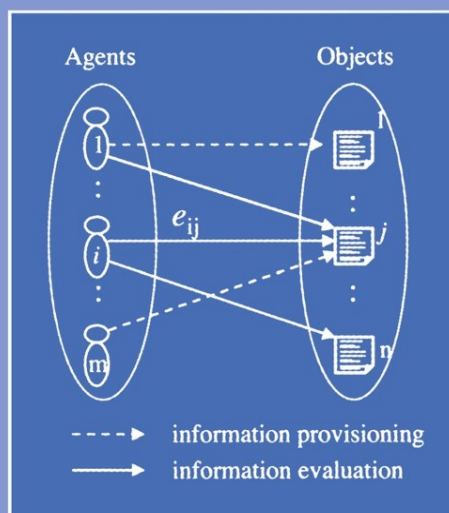 Agents Objects
1 1
e_ij
i j
m n
information provisioning
information evaluation